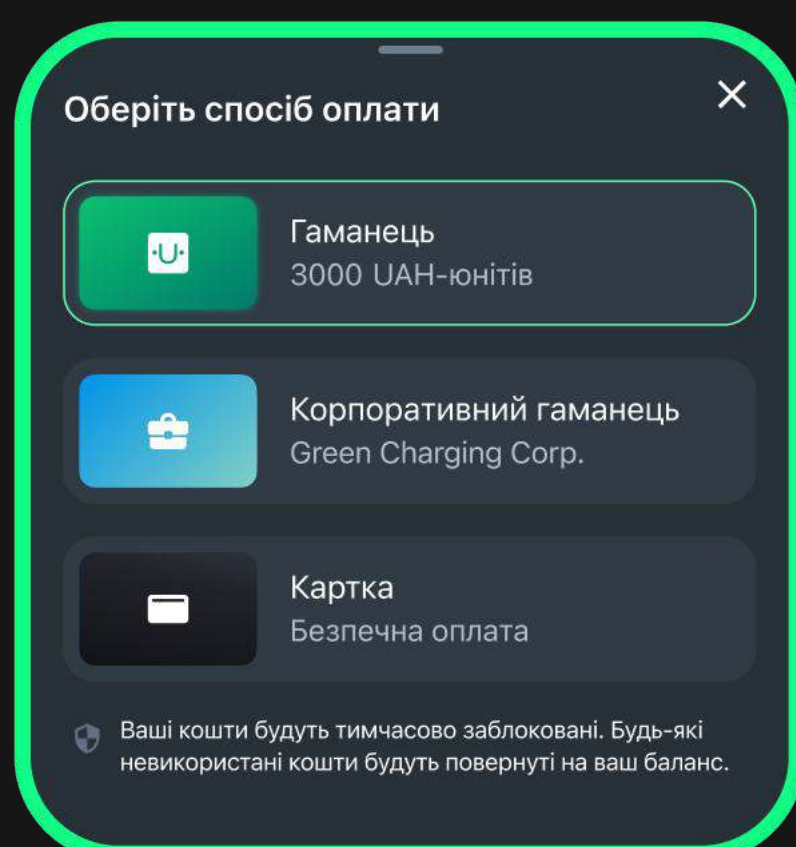 Оберіть спосіб оплати
Гаманець
3000 UAH-юнітів
Корпоративний гаманець
Green Charging Corp.
Картка
Безпечна оплата
Ваші кошти будуть тимчасово заблоковані. Будь-які
невикористані кошти будуть повернуті на ваш баланс.